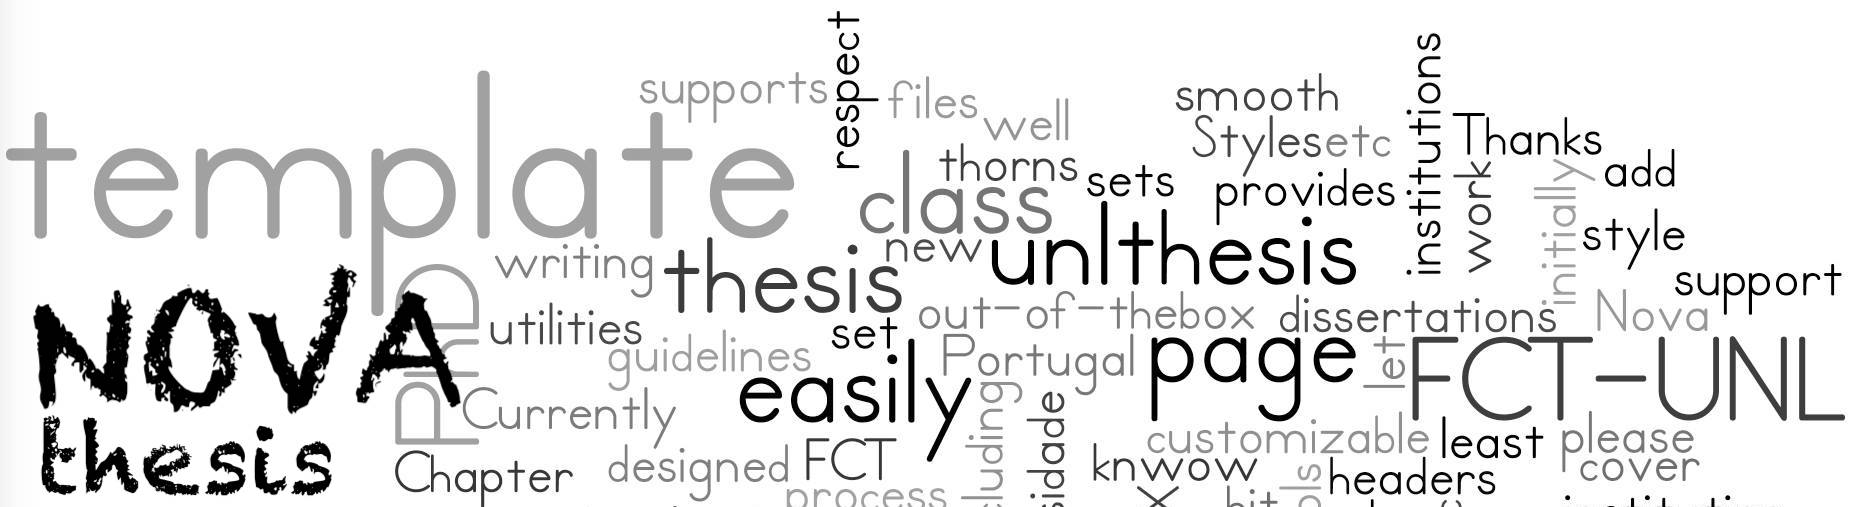 respect
institutions
supports
files
well
smooth
Styles
etc
Thanks
template
thorns
sets
class
provides
work
initially
add
style
new
unlthesis
writing
thesis
support
PhD
NOVA
utilities
out-of-thebox
dissertations
Nova
set
guidelines
easily
Portugal
page
let
FCT-UNL
Currently
thesis
customizable
least
please
Chapter
designed
FCT
knwow
headers
cover
process